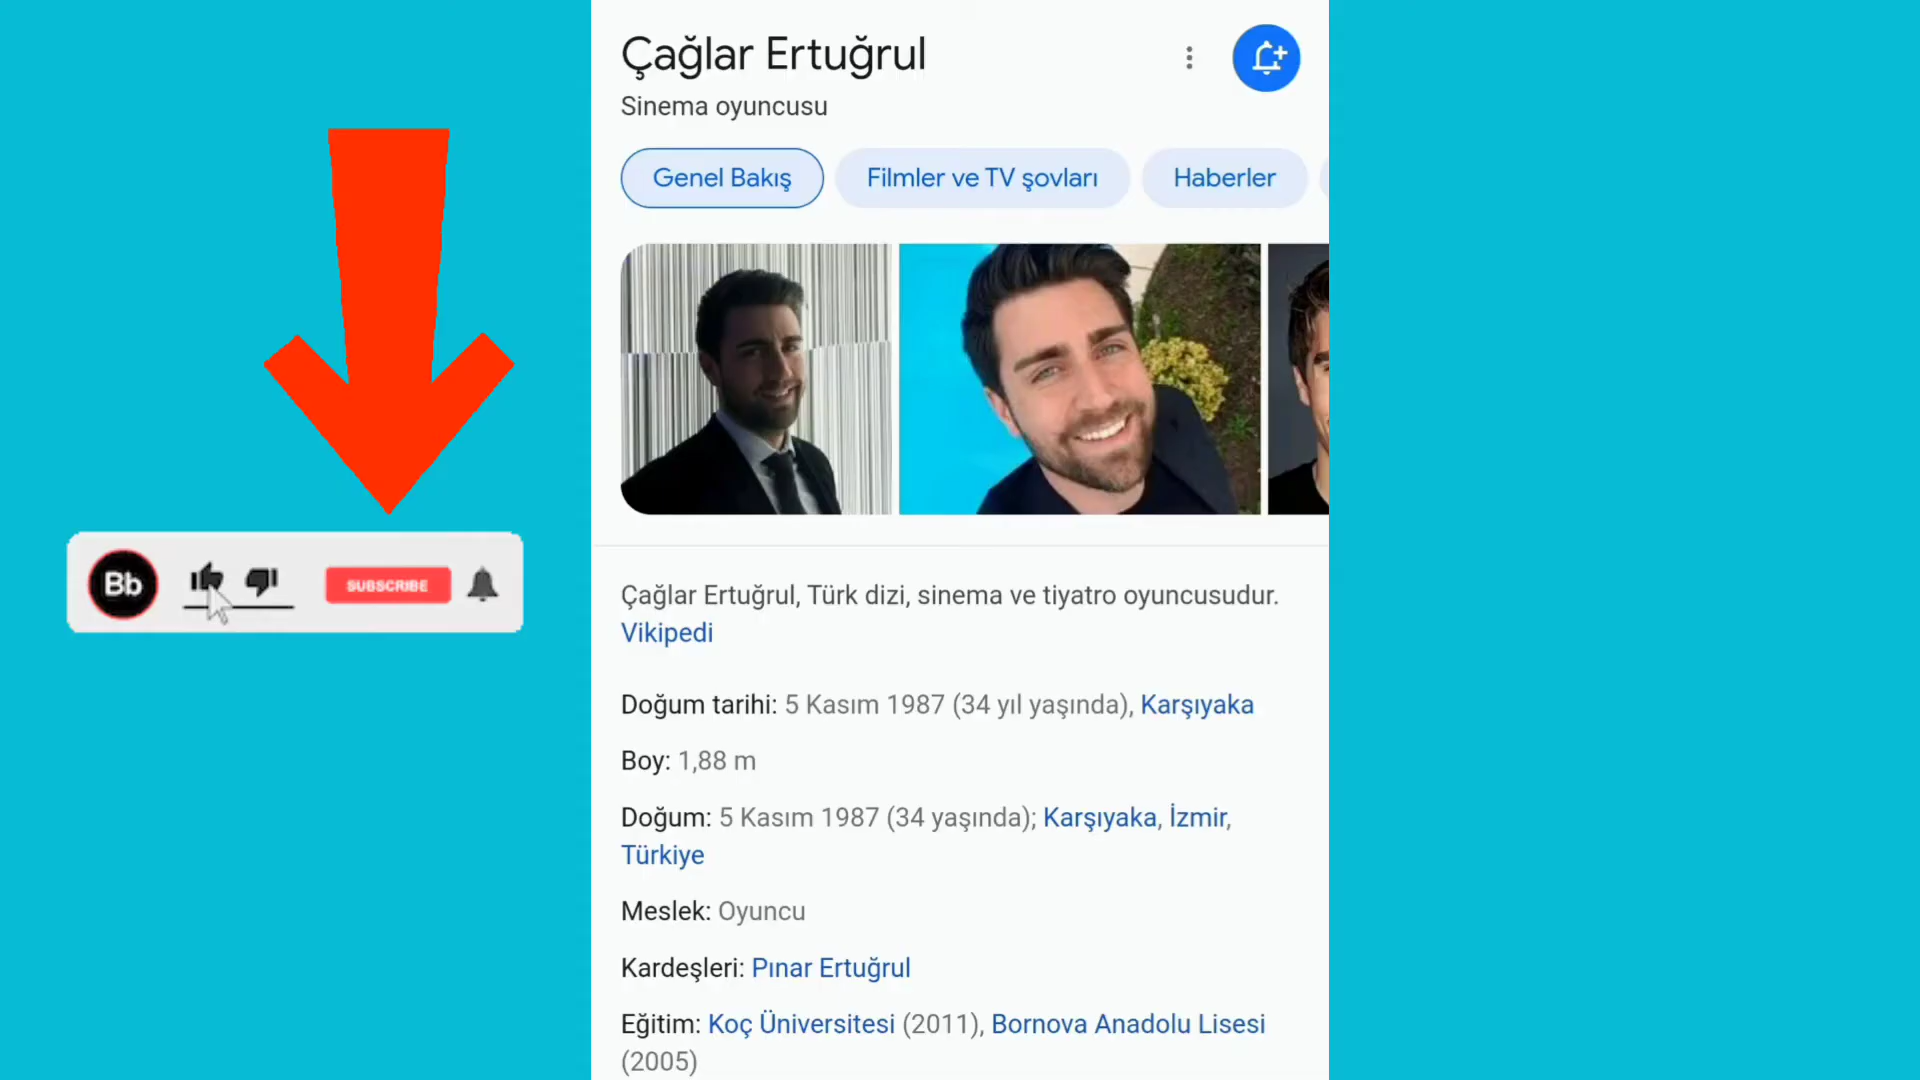 Çağlar Ertuğrul
Sinema oyuncusu
Genel Bakış
Filmler ve TV şovları
Haberler
Bb
SUBSCRIBE
Çağlar Ertuğrul, Türk dizi, sinema ve tiyatro oyuncusudur.
Vikipedi
Doğum tarihi: 5 Kasım 1987 (34 yıl yaşında), Karşıyaka
Boy: 1,88 m
Doğum: 5 Kasım 1987 (34 yaşında); Karşıyaka, İzmir,
Türkiye
Meslek: Oyuncu
Kardeşleri: Pınar Ertuğrul
Eğitim: Koç Üniversitesi (2011), Bornova Anadolu Lisesi
(2005)